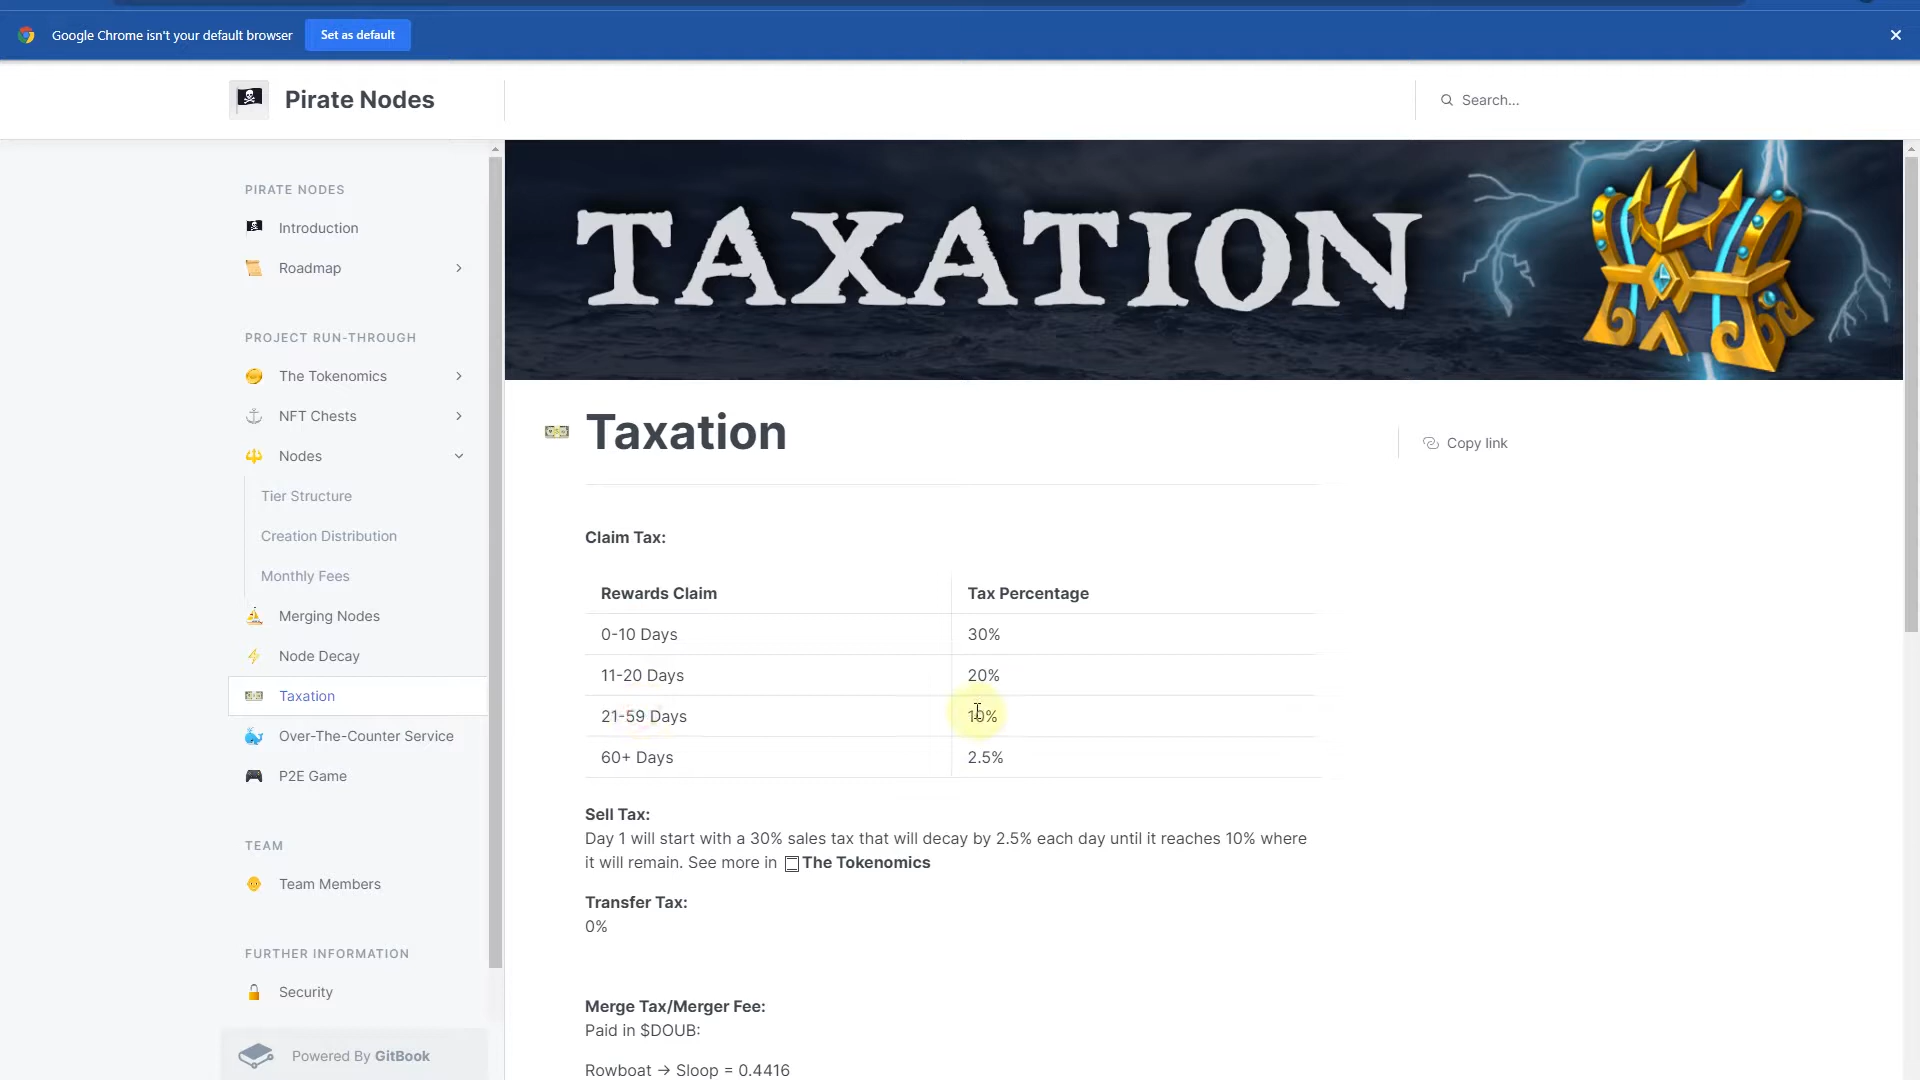 Google Chrome isn't your default browser
Set as default
Pirate Nodes
Search...
PIRATE NODES
Introduction
Roadmap
PROJECT RUN-THROUGH
The Tokenomics
NFT Chests
Nodes
Tier Structure
Creation Distribution
Monthly Fees
Merging Nodes
Node Decay
Taxation
Over-The-Counter Service
P2E Game
TEAM
Team Members
FURTHER INFORMATION
Security
Powered By GitBook
TAXATION
Taxation
Copy link
Claim Tax:
Rewards Claim Tax Percentage
0-10 Days 30%
11-20 Days 20%
21-59 Days 10%
60+ Days 2.5%
Sell Tax:
Day 1 will start with a 30% sales tax that will decay by 2.5% each day until it reaches 10% where
it will remain. See more in The Tokenomics
Transfer Tax:
0%
Merge Tax/Merger Fee:
Paid in $DOUB:
Rowboat → Sloop = 0.4416